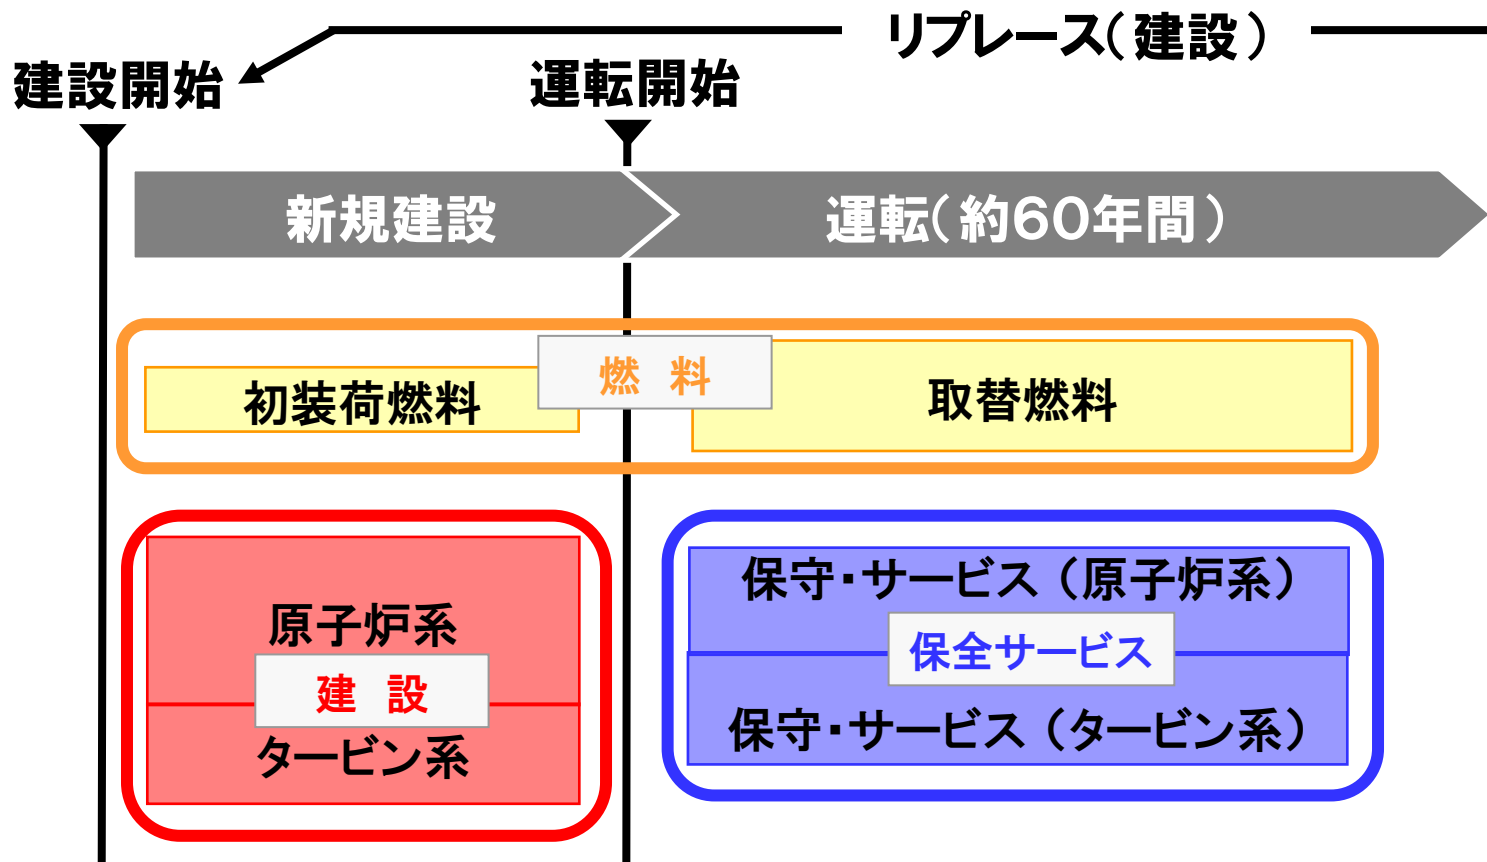 リプレース(建設)
建設開始
運転開始
新規建設
運転(約60年間)
燃 料
初装荷燃料
取替燃料
原子炉系
建 設
タービン系
保守・サービス(原子炉系)
保全サービス
保守・サービス(タービン系)